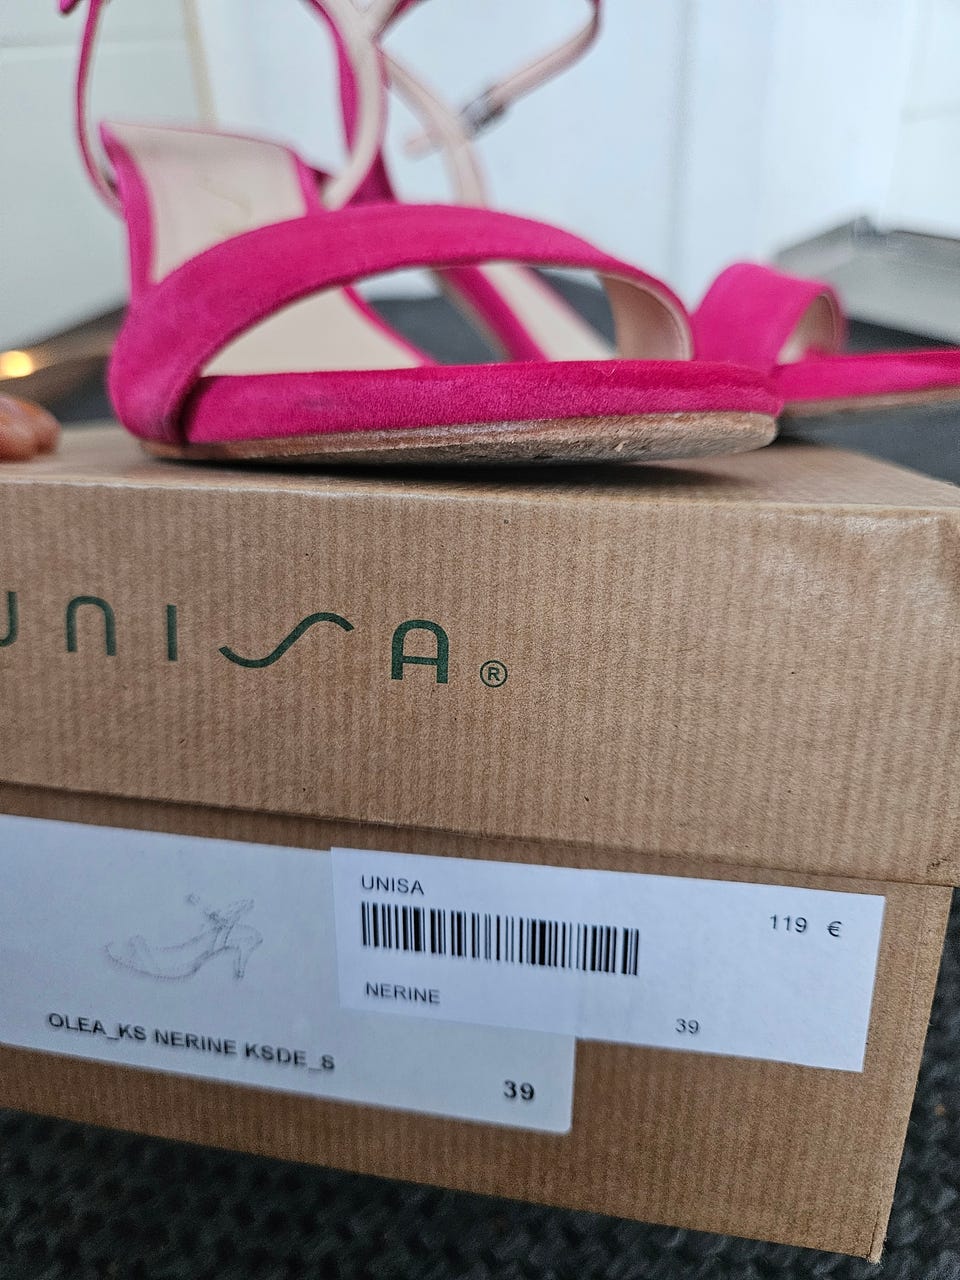 UNISA®
UNISA
119 €
NERINE
39
OLEA_KS NERINE KSDE_S
39